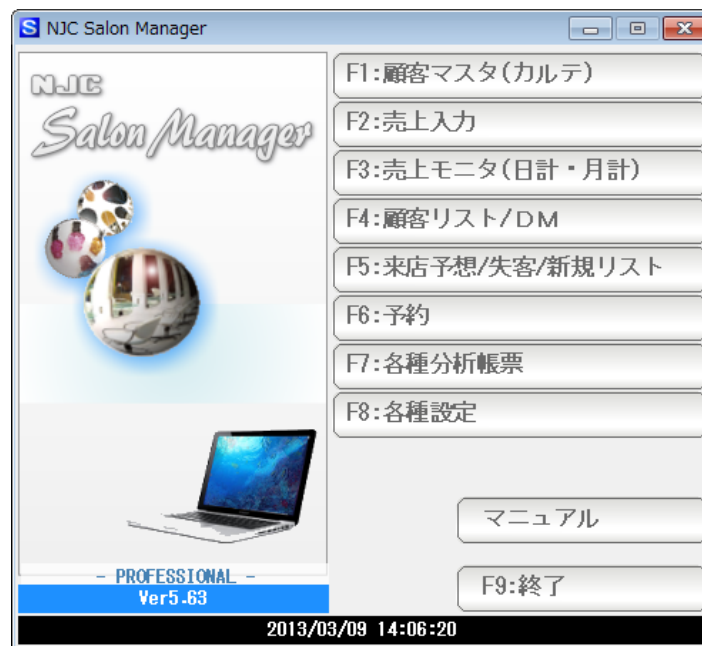 NJC Salon Manager
NJC
Salon Manager
F1:顧客マスタ(カルテ)
F2:売上入力
F3:売上モニタ(日計・月計)
F4:顧客リスト/DM
F5:来店予想/失客/新規リスト
F6:予約
F7:各種分析帳票
F8:各種設定
マニュアル
F9:終了
- PROFESSIONAL -
Ver5.63
2013/03/09 14:06:20